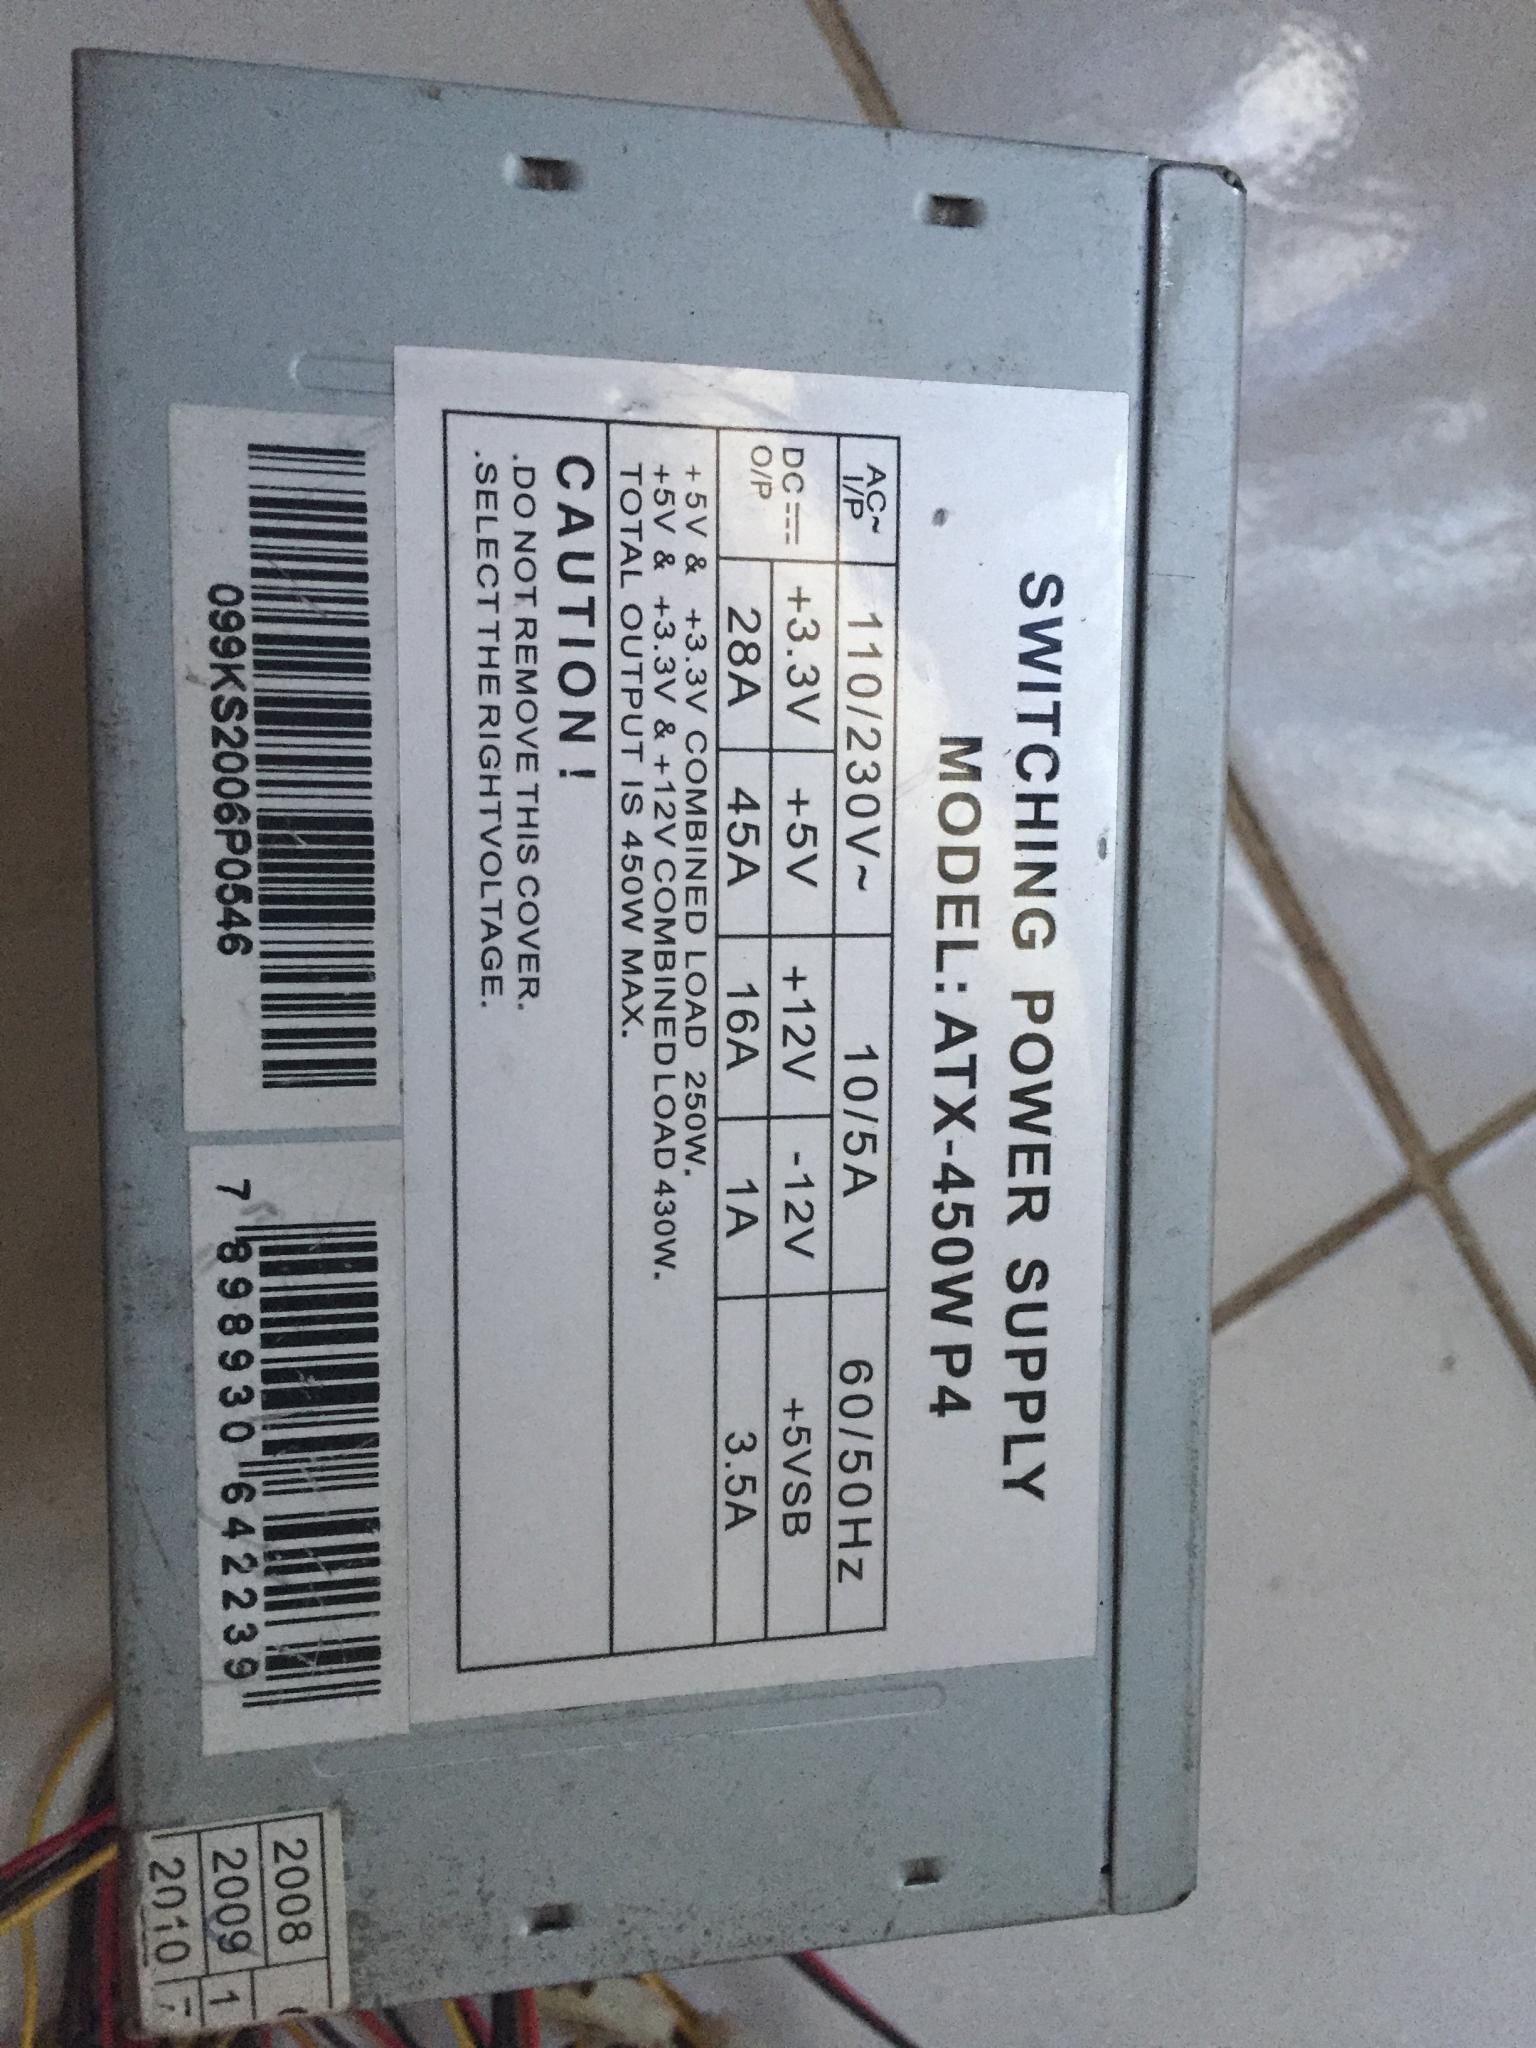 SWITCHING POWER SUPPLY
MODEL: ATX-450W P4
AC~ I/P 110/230V~ 10/5A 60/50Hz
DC O/P +3.3V +5V +12V -12V +5VSB
28A 45A 16A 1A 3.5A
+5V & +3.3V COMBINED LOAD 250W.
+5V & +3.3V & +12V COMBINED LOAD 430W.
TOTAL OUTPUT IS 450W MAX.
CAUTION!
.DO NOT REMOVE THIS COVER.
.SELECT THE RIGHT VOLTAGE.
099KS2006P0546
7 898930 642239
2008
2009 1
2010